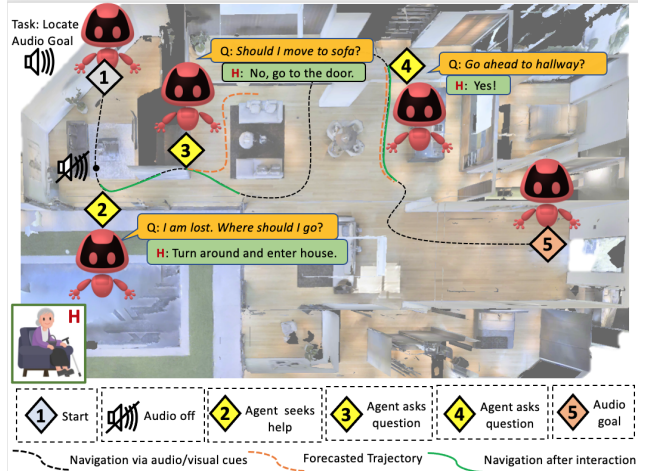 Task: Locate
Audio Goal
1
Q: Should I move to sofa?
H: No, go to the door.
3
4
Q: Go ahead to hallway?
H: Yes!
2
Q: I am lost. Where should I go?
H: Turn around and enter house.
5
H
1 Start
Audio off
2 Agent seeks
help
3 Agent asks
question
4 Agent asks
question
5 Audio
goal
Navigation via audio/visual cues
Forecasted Trajectory
Navigation after interaction